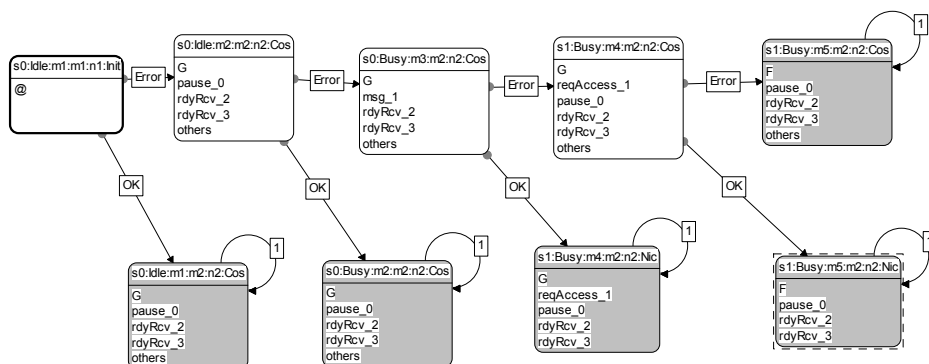 s0:Idle:m1:m1:n1:Init
@
Error
s0:Idle:m2:m2:n2:Cos
G
pause_0
rdyRcv_2
rdyRcv_3
others
Error
s0:Busy:m3:m2:n2:Cos
G
msg_1
rdyRcv_2
rdyRcv_3
others
Error
s1:Busy:m4:m2:n2:Cos
G
reqAccess_1
pause_0
rdyRcv_2
rdyRcv_3
others
Error
s1:Busy:m5:m2:n2:Cos
F
pause_0
rdyRcv_2
rdyRcv_3
others
1
OK
OK
OK
OK
s0:Idle:m1:m2:n2:Cos
G
pause_0
rdyRcv_2
rdyRcv_3
others
1
s0:Busy:m2:m2:n2:Cos
G
pause_0
rdyRcv_2
rdyRcv_3
others
1
s1:Busy:m4:m2:n2:Nic
G
reqAccess_1
pause_0
rdyRcv_2
rdyRcv_3
1
s1:Busy:m5:m2:n2:Nic
F
pause_0
rdyRcv_2
rdyRcv_3
1